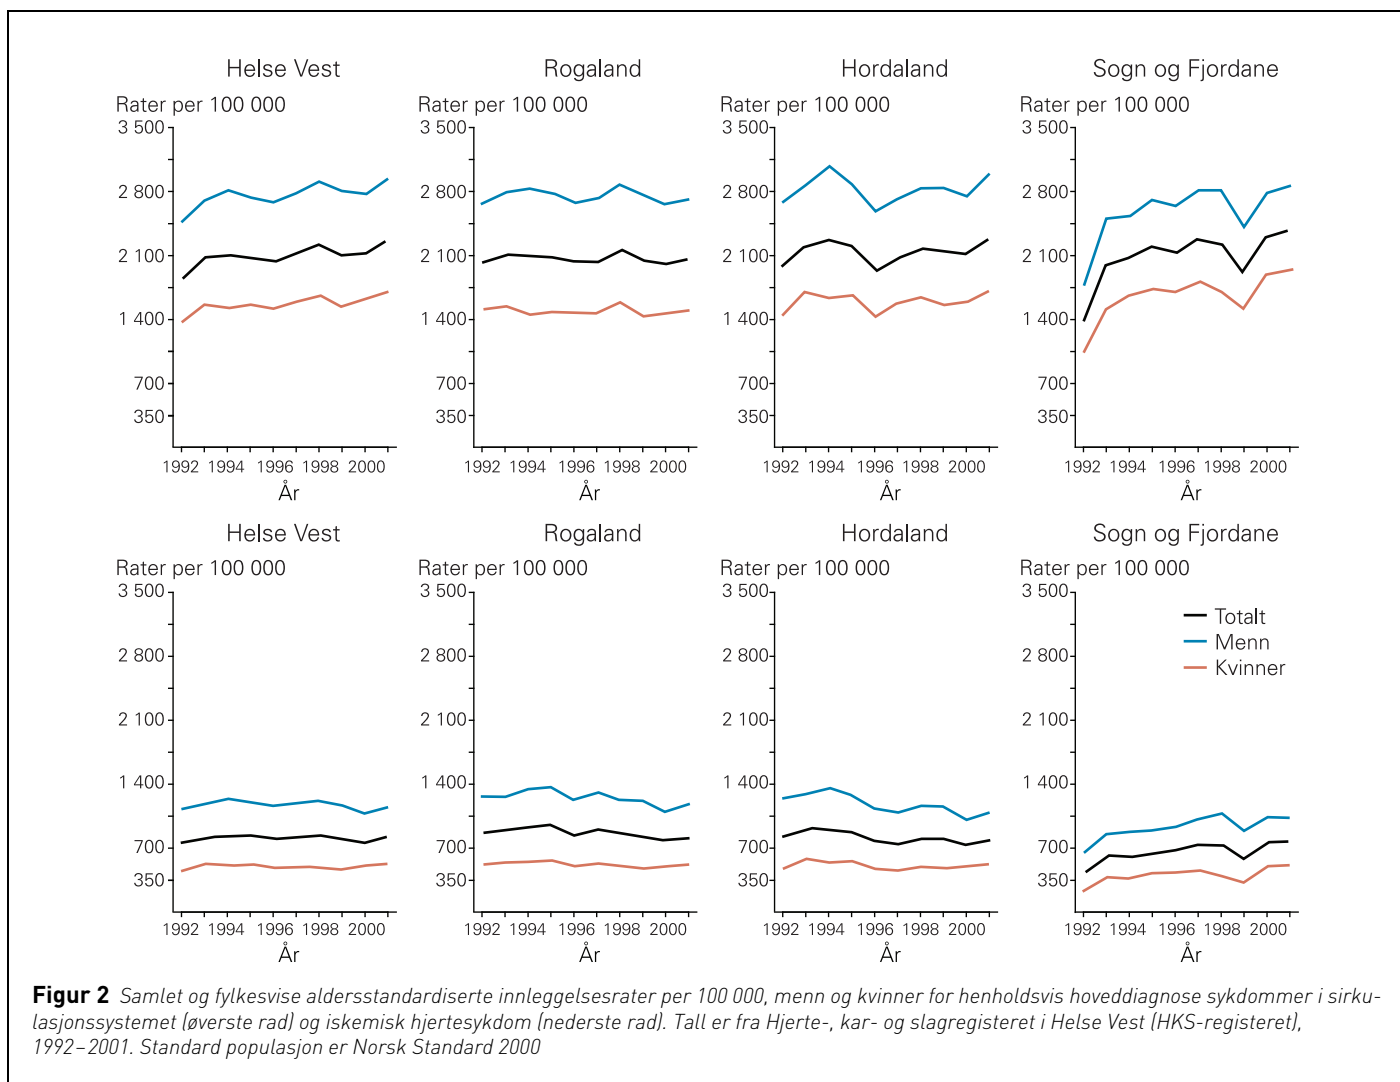 Helse Vest
Rogaland
Hordaland
Sogn og Fjordane
Rater per 100 000
Rater per 100 000
Rater per 100 000
Rater per 100 000
3 500
2 800
2 100
1 400
700
350
3 500
2 800
2 100
1 400
700
350
3 500
2 800
2 100
1 400
700
350
3 500
2 800
2 100
1 400
700
350
1992 1994 1996 1998 2000
1992 1994 1996 1998 2000
1992 1994 1996 1998 2000
1992 1994 1996 1998 2000
År
År
År
År
Helse Vest
Rogaland
Hordaland
Sogn og Fjordane
Rater per 100 000
Rater per 100 000
Rater per 100 000
Rater per 100 000
3 500
2 800
2 100
1 400
700
350
3 500
2 800
2 100
1 400
700
350
3 500
2 800
2 100
1 400
700
350
3 500
2 800
2 100
1 400
700
350
Totalt
Menn
Kvinner
1992 1994 1996 1998 2000
1992 1994 1996 1998 2000
1992 1994 1996 1998 2000
1992 1994 1996 1998 2000
År
År
År
År
Figur 2 Samlet og fylkesvise aldersstandardiserte innleggelsesrater per 100 000, menn og kvinner for henholdsvis hoveddiagnose sykdommer i sirku-
lasjonssystemet (øverste rad) og iskemisk hjertesykdom (nederste rad). Tall er fra Hjerte-, kar- og slagregisteret i Helse Vest (HKS-registeret),
1992–2001. Standard populasjon er Norsk Standard 2000